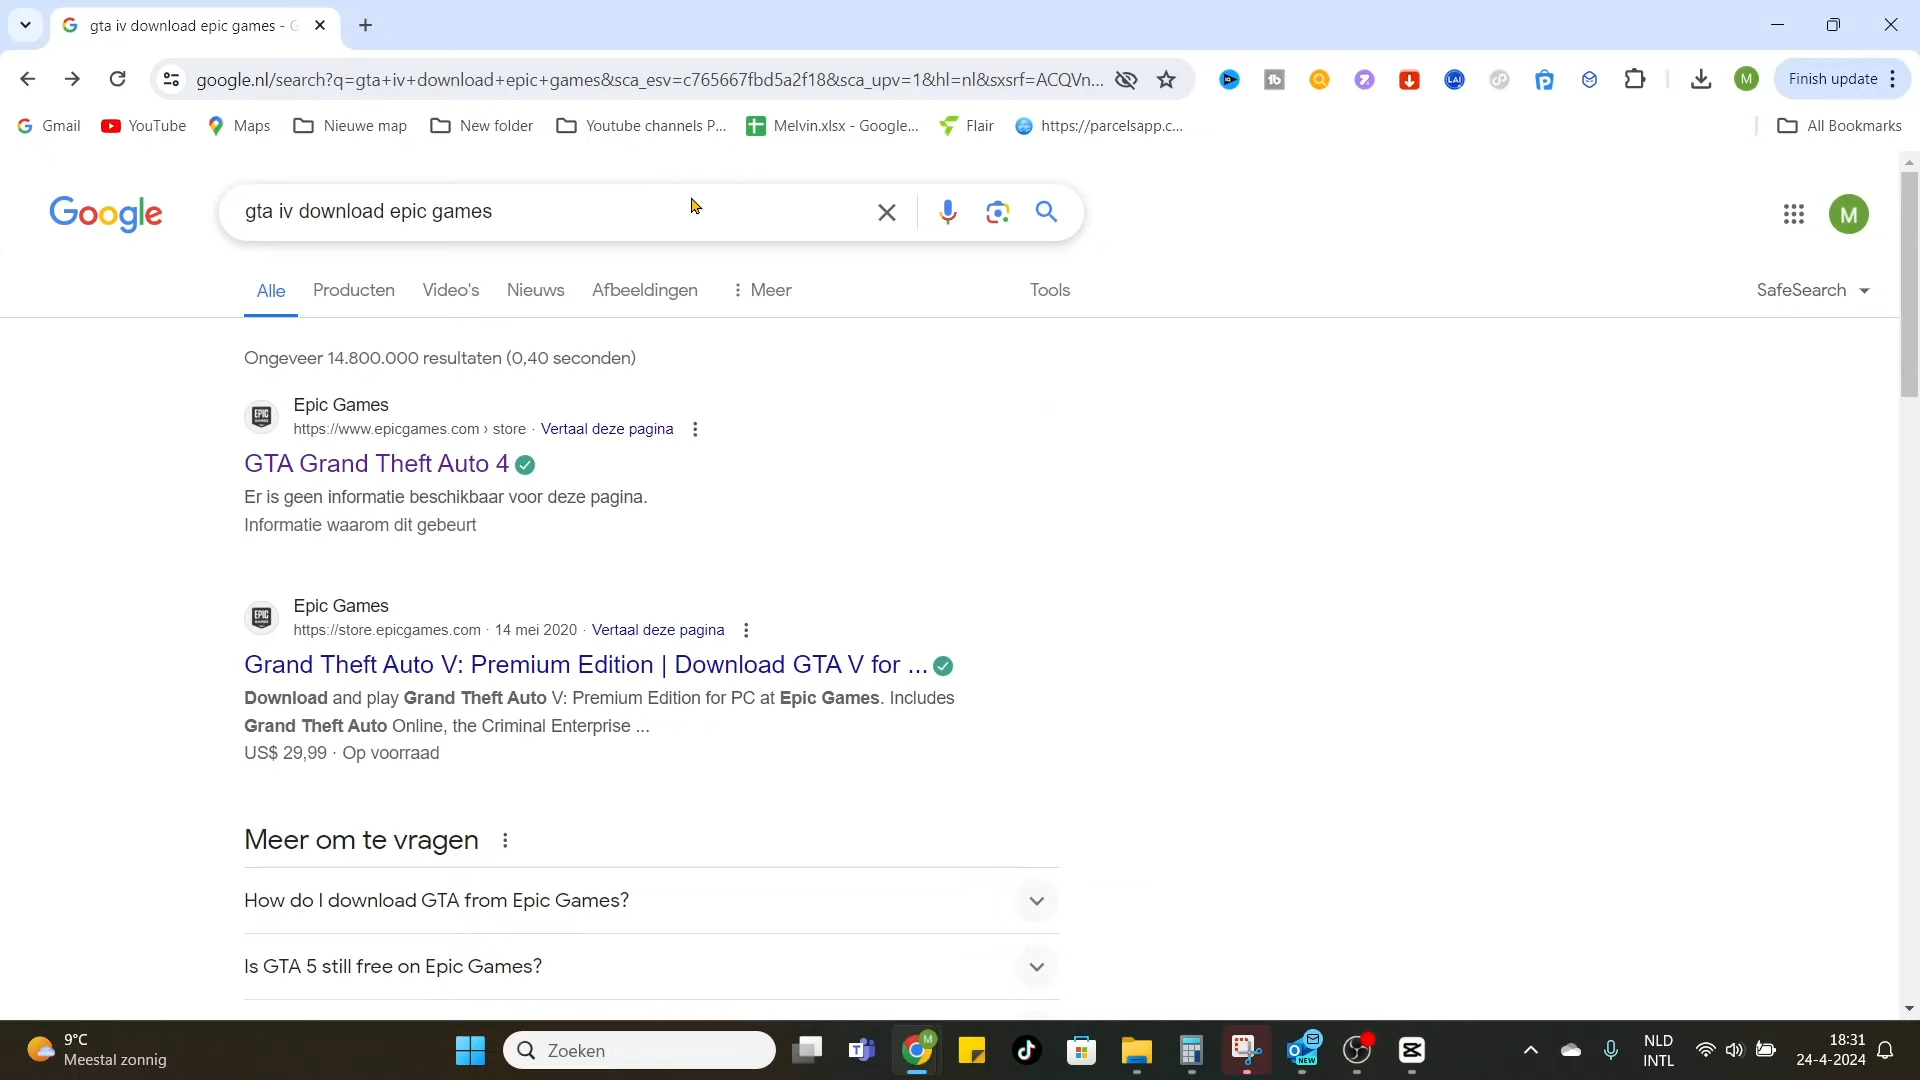 gta iv download epic games - G
google.nl/search?q=gta+iv+download+epic+games&sca_esv=c765667fbd5a2f18&sca_upv=1&hl=nl&sxsrf=ACQVn...
Finish update
Gmail
YouTube
Maps
Nieuwe map
New folder
Youtube channels P...
Melvin.xlsx - Google...
Flair
https://parcelsapp.c...
All Bookmarks
Google
gta iv download epic games
M
Alle
Producten
Video's
Nieuws
Afbeeldingen
Meer
Tools
SafeSearch
Ongeveer 14.800.000 resultaten (0,40 seconden)
Epic Games
https://www.epicgames.com › store · Vertaal deze pagina
GTA Grand Theft Auto 4
Er is geen informatie beschikbaar voor deze pagina.
Informatie waarom dit gebeurt
Epic Games
https://store.epicgames.com · 14 mei 2020 · Vertaal deze pagina
Grand Theft Auto V: Premium Edition | Download GTA V for ...
Download and play Grand Theft Auto V: Premium Edition for PC at Epic Games. Includes
Grand Theft Auto Online, the Criminal Enterprise ...
US$ 29,99 · Op voorraad
Meer om te vragen
How do I download GTA from Epic Games?
Is GTA 5 still free on Epic Games?
9°C
Meestal zonnig
Zoeken
NLD
INTL
18:31
24-4-2024